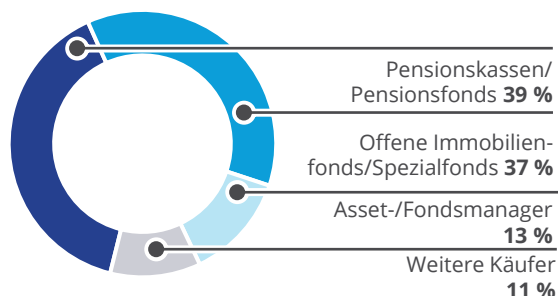 Pensionskassen/
Pensionsfonds 39 %
Offene Immobilien-
fonds/Spezialfonds 37 %
Asset-/Fondsmanager
13 %
Weitere Käufer
11 %